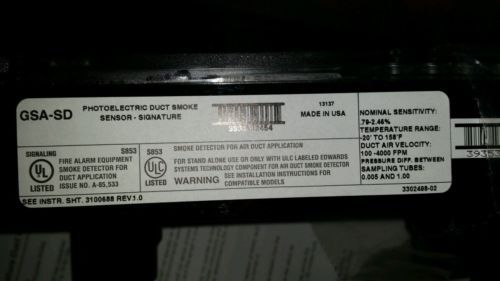 GSA-SD
PHOTOELECTRIC DUCT SMOKE
SENSOR - SIGNATURE
13137
MADE IN USA
NOMINAL SENSITIVITY:
.79-2.46%
TEMPERATURE RANGE:
-20° TO 158°F
DUCT AIR VELOCITY:
100 -4000 FPM
PRESSURE DIFF. BETWEEN
SAMPLING TUBES:
0.005 AND 1.00
3302488-02
SIGNALING S853
UL
LISTED
FIRE ALARM EQUIPMENT
SMOKE DETECTOR FOR
DUCT APPLICATION
ISSUE NO. A-85,533
S853
ULC
LISTED
SMOKE DETECTOR FOR AIR DUCT APPLICATION
FOR STAND ALONE USE OR ONLY WITH ULC LABELED EDWARDS
SYSTEMS TECHNOLOGY COMPONENT FOR AIR DUCT SMOKE DETECTOR
WARNING SEE INSTALLATION INSTRUCTIONS FOR
COMPATIBLE MODELS
SEE INSTR. SHT. 3100688 REV.1.0